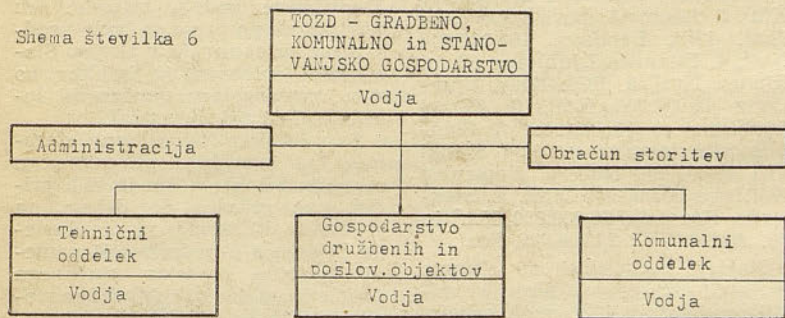 Shema številka 6
TOZD - GRADBENO,
KOMUNALNO in STANO-
VANJSKO GOSPODARSTVO
Vodja
Administracija
Obračun storitev
Tehnični
oddelek
Vodja
Gospodarstvo
družbenih in
poslov.objektov
Vodja
Komunalni
oddelek
Vodja